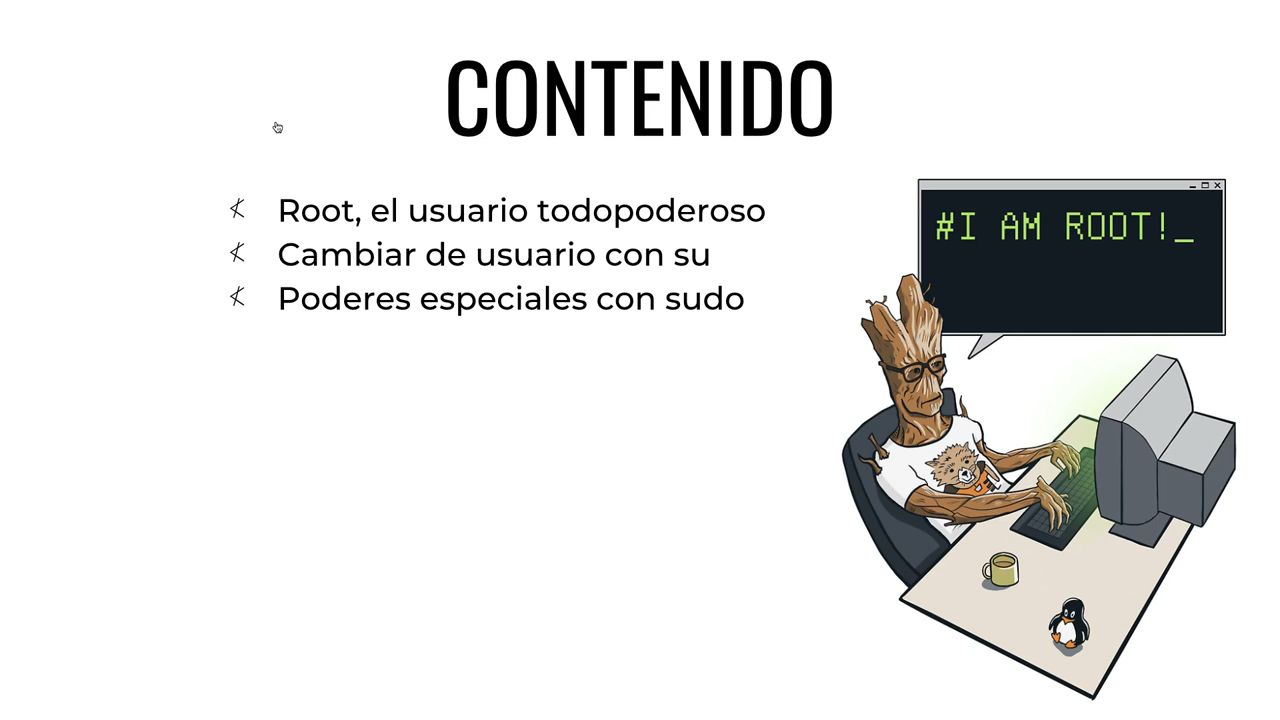 CONTENIDO
Root, el usuario todopoderoso
Cambiar de usuario con su
Poderes especiales con sudo
#I AM ROOT!_